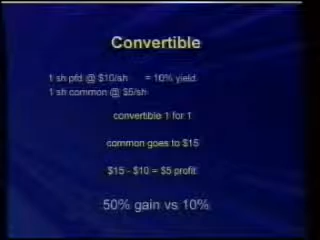 Convertible
1 sh pfd @ $10/sh = 10% yield
1 sh common @ $5/sh
convertible 1 for 1
common goes to $15
$15 - $10 = $5 profit
50% gain vs 10%